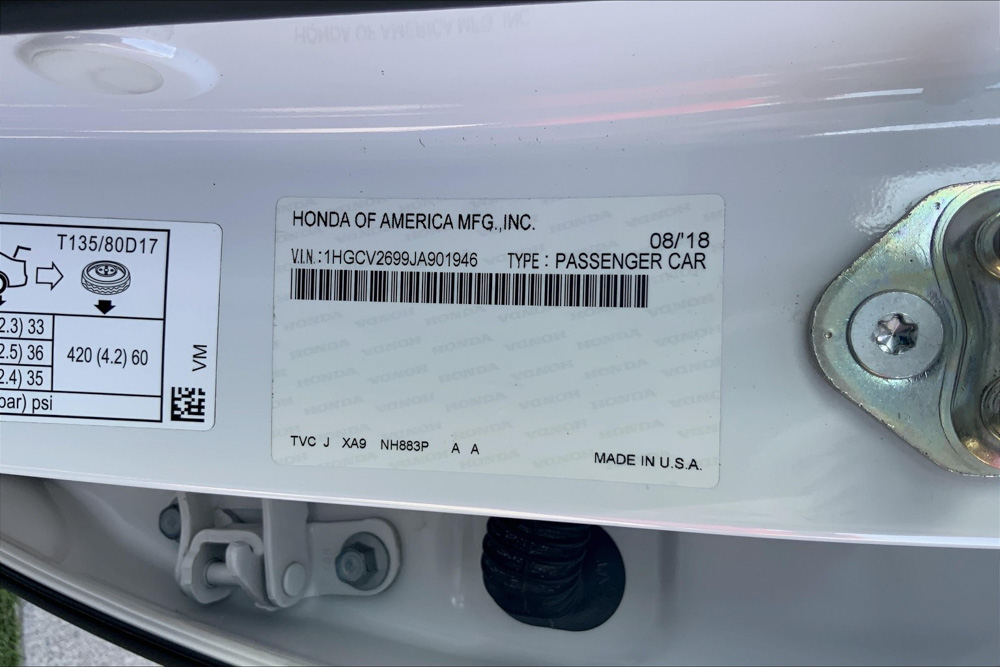 T135/80D17
2.3) 33
2.5) 36
420 (4.2) 60
2.4) 35
bar) psi
VM
HONDA OF AMERICA MFG.,INC.
08/'18
V.I.N.: 1HGCV2699JA901946 TYPE : PASSENGER CAR
TVC J XA9 NH883P A A
MADE IN U.S.A.